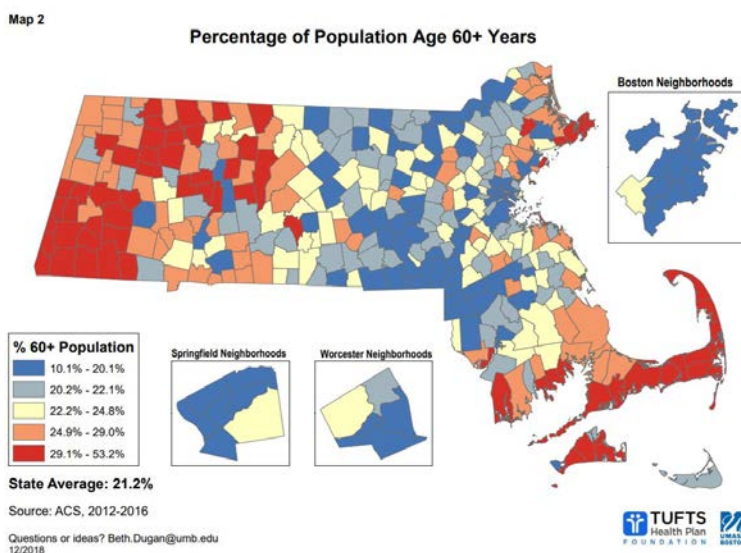 Map 2
Percentage of Population Age 60+ Years
Boston Neighborhoods
% 60+ Population
10.1% - 20.1%
20.2% - 22.1%
22.2% - 24.8%
24.9% - 29.0%
29.1% - 53.2%
Springfield Neighborhoods
Worcester Neighborhoods
State Average: 21.2%
Source: ACS, 2012-2016
Questions or ideas? Beth.Dugan@umb.edu
12/2018
TUFTS
Health Plan
FOUNDATION
UMASS
BOSTON